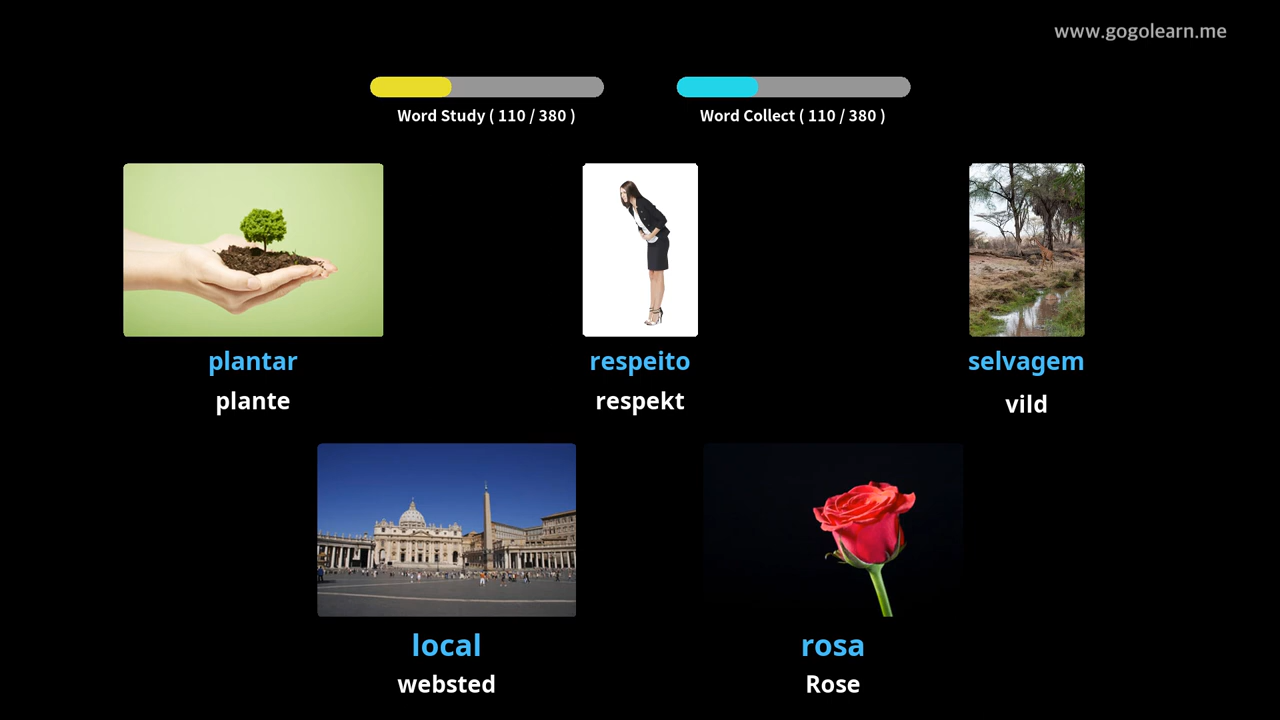 www.gogolearn.me
Word Study ( 110 / 380 )
Word Collect ( 110 / 380 )
plantar
plante
respeito
respekt
selvagem
vild
local
websted
rosa
Rose